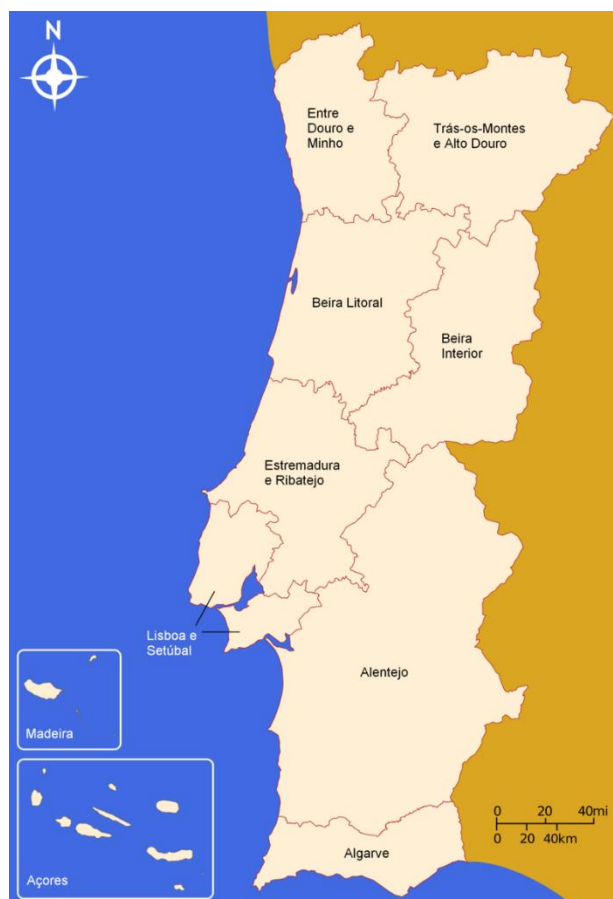 N
Entre
Douro e
Minho
Trás-os-Montes
e Alto Douro
Beira Litoral
Beira
Interior
Estremadura
e Ribatejo
Lisboa e
Setúbal
Alentejo
Madeira
Açores
Algarve
0 20 40mi
0 20 40km